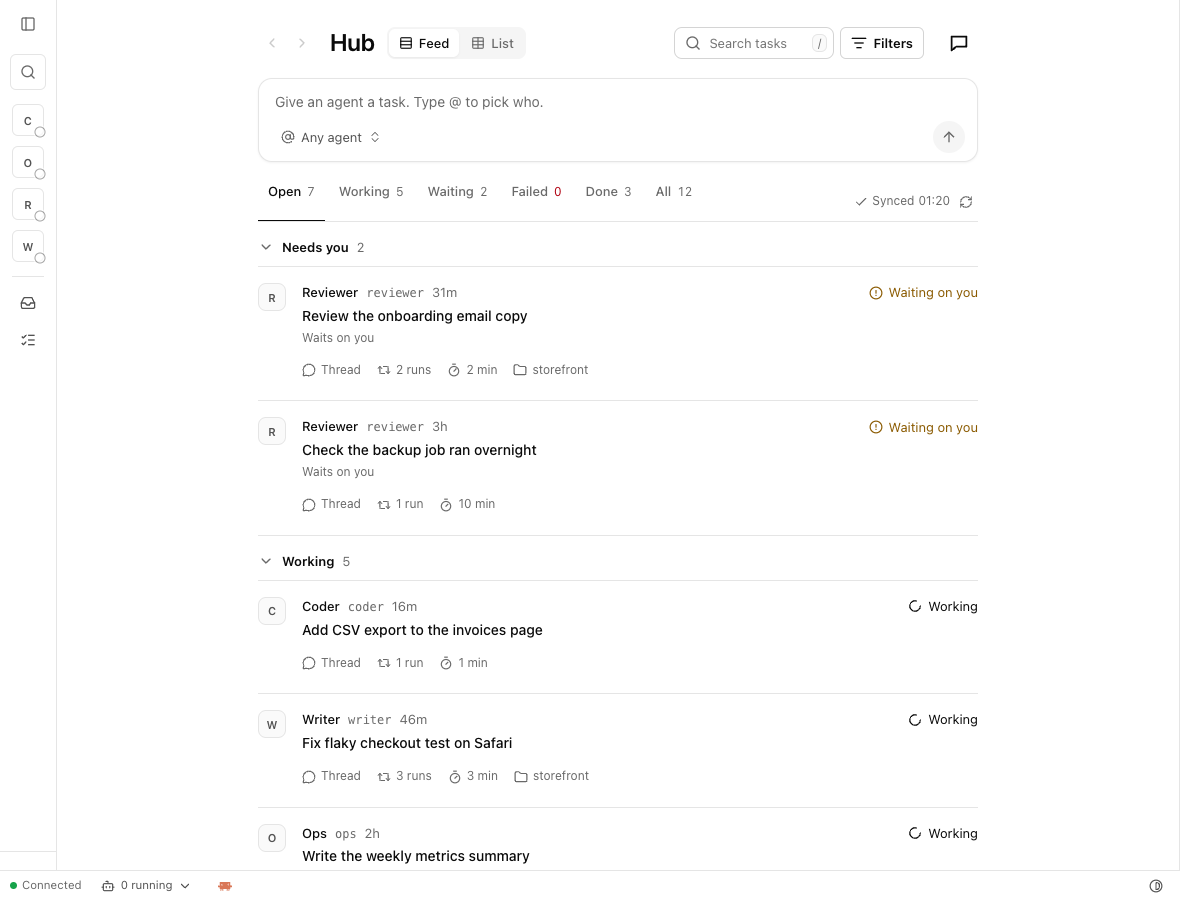 Hub
Feed
List
Search tasks
/
Filters
C
O
R
W
Give an agent a task. Type @ to pick who.
@ Any agent
Open 7
Working 5
Waiting 2
Failed 0
Done 3
All 12
Synced 01:20
Needs you 2
R
Reviewer reviewer 31m
Waiting on you
Review the onboarding email copy
Waits on you
Thread
2 runs
2 min
storefront
R
Reviewer reviewer 3h
Waiting on you
Check the backup job ran overnight
Waits on you
Thread
1 run
10 min
Working 5
C
Coder coder 16m
Working
Add CSV export to the invoices page
Thread
1 run
1 min
W
Writer writer 46m
Working
Fix flaky checkout test on Safari
Thread
3 runs
3 min
storefront
O
Ops ops 2h
Working
Write the weekly metrics summary
Connected
0 running